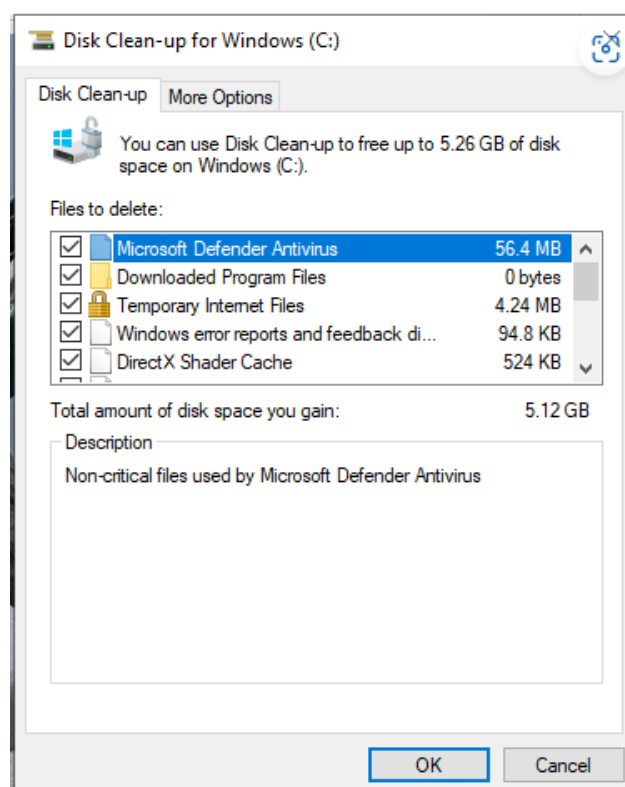 Disk Clean-up for Windows (C:)
Disk Clean-up More Options
You can use Disk Clean-up to free up to 5.26 GB of disk
space on Windows (C:).
Files to delete:
Microsoft Defender Antivirus 56.4 MB
Downloaded Program Files 0 bytes
Temporary Internet Files 4.24 MB
Windows error reports and feedback di... 94.8 KB
DirectX Shader Cache 524 KB
Total amount of disk space you gain: 5.12 GB
Description
Non-critical files used by Microsoft Defender Antivirus
OK Cancel